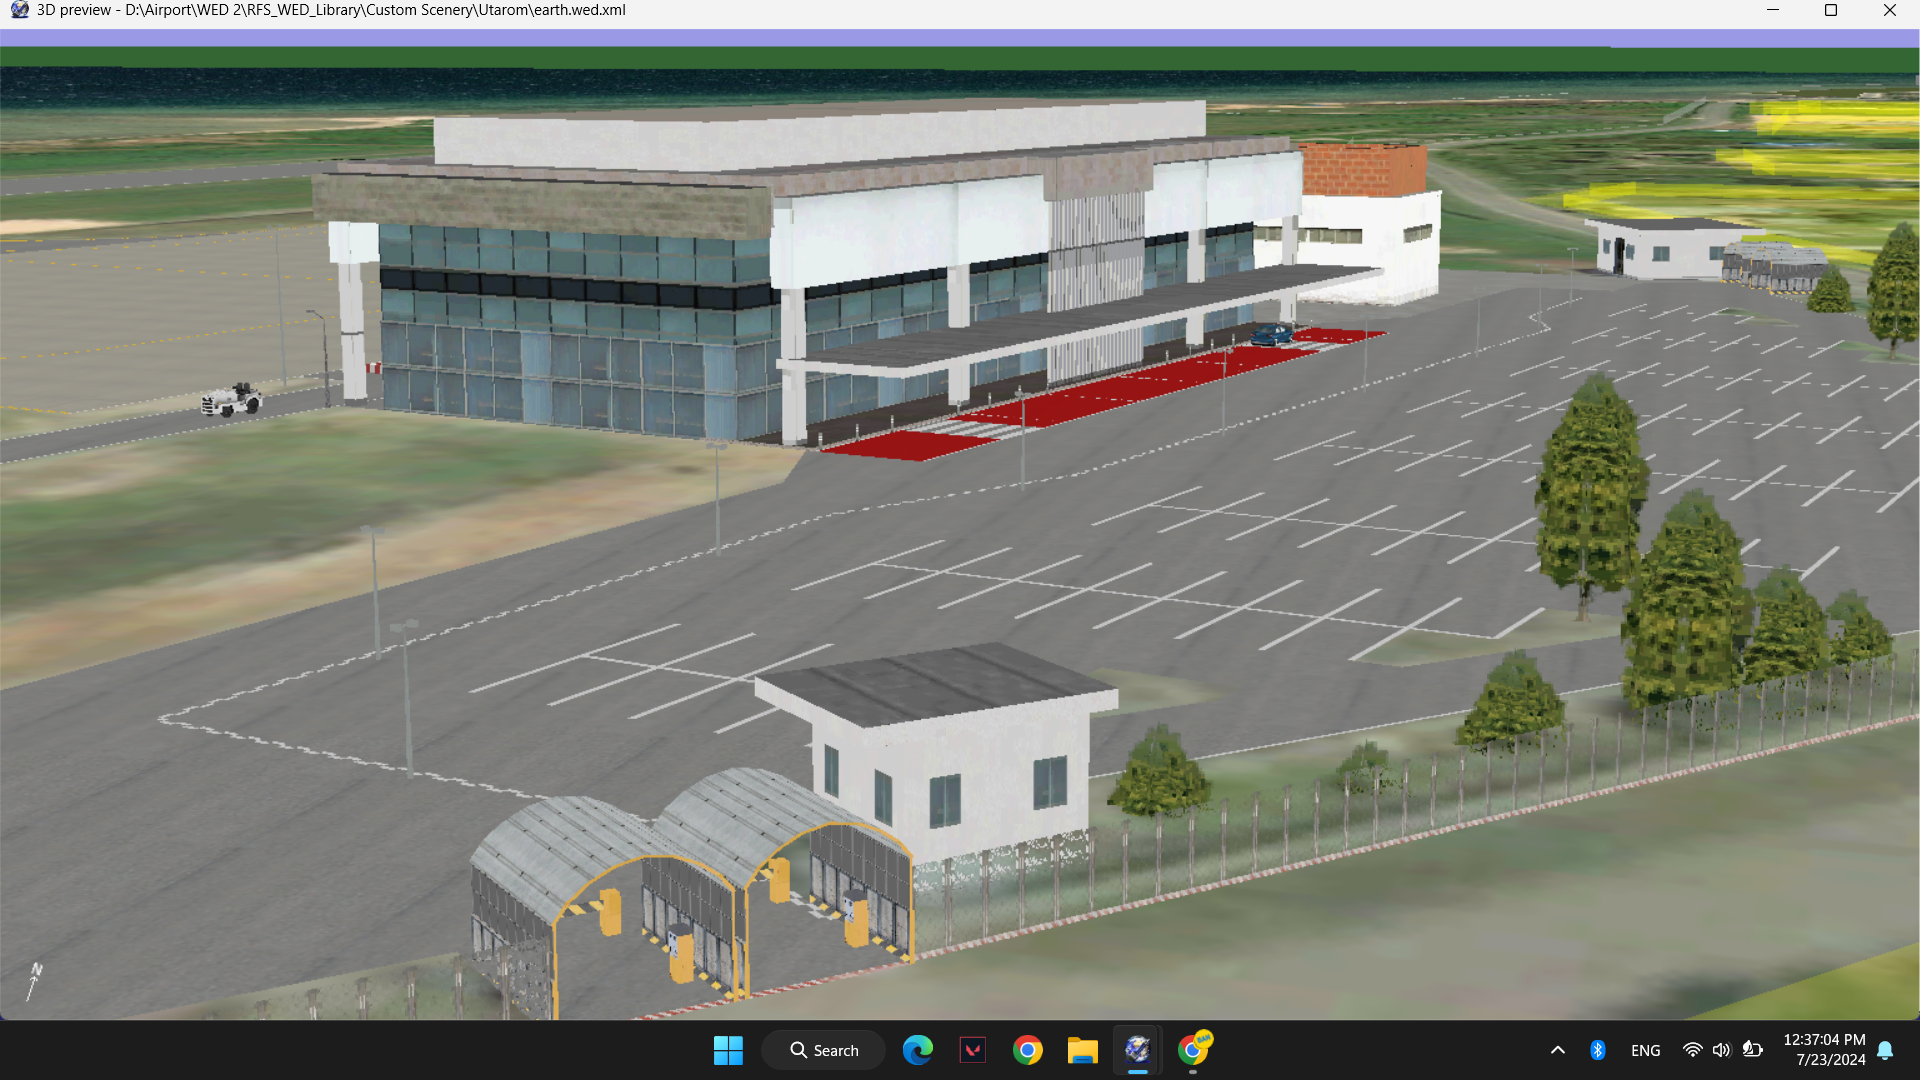 3D preview - D:\Airport\WED 2\RFS_WED_Library\Custom Scenery\Utarom\earth.wed.xml
N
Search
ENG
12:37:04 PM
7/23/2024